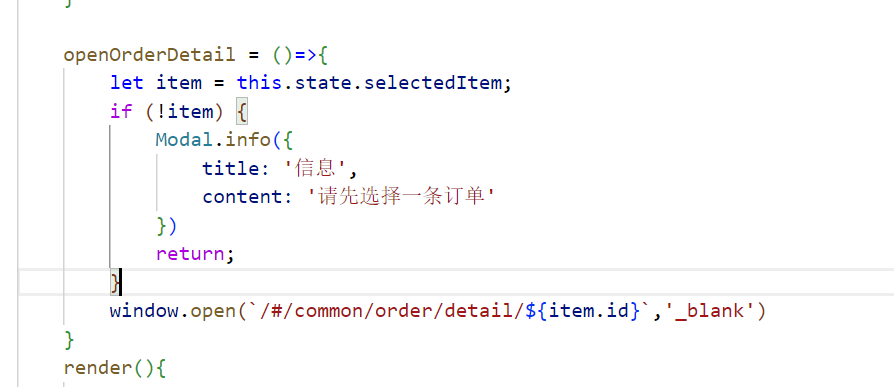 }
openOrderDetail = ()=>{
let item = this.state.selectedItem;
if (!item) {
Modal.info({
title: '信息',
content: '请先选择一条订单'
})
return;
}
window.open(`/#/common/order/detail/${item.id}`,'_blank')
}
render(){